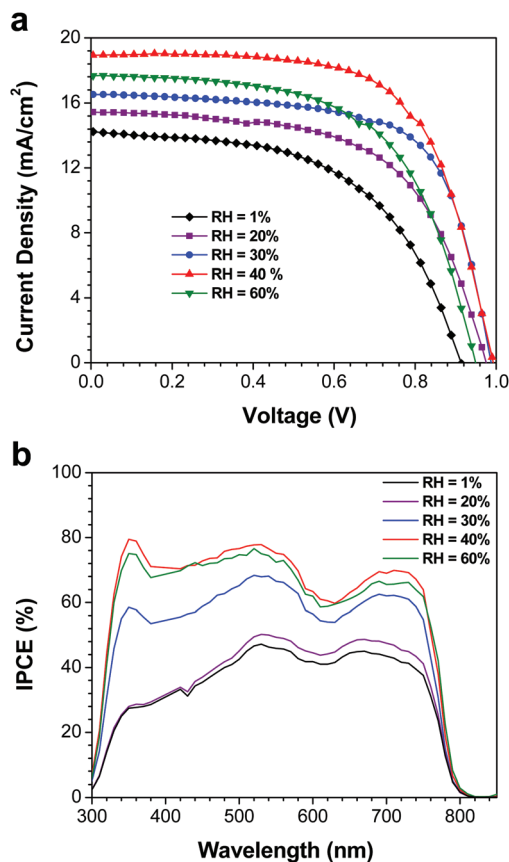 a
20
16
12
8
4
0
Current Density (mA/cm²)
RH = 1%
RH = 20%
RH = 30%
RH = 40 %
RH = 60%
0.0 0.2 0.4 0.6 0.8 1.0
Voltage (V)
b
100
80
60
40
20
0
IPCE (%)
RH = 1%
RH = 20%
RH = 30%
RH = 40%
RH = 60%
300 400 500 600 700 800
Wavelength (nm)